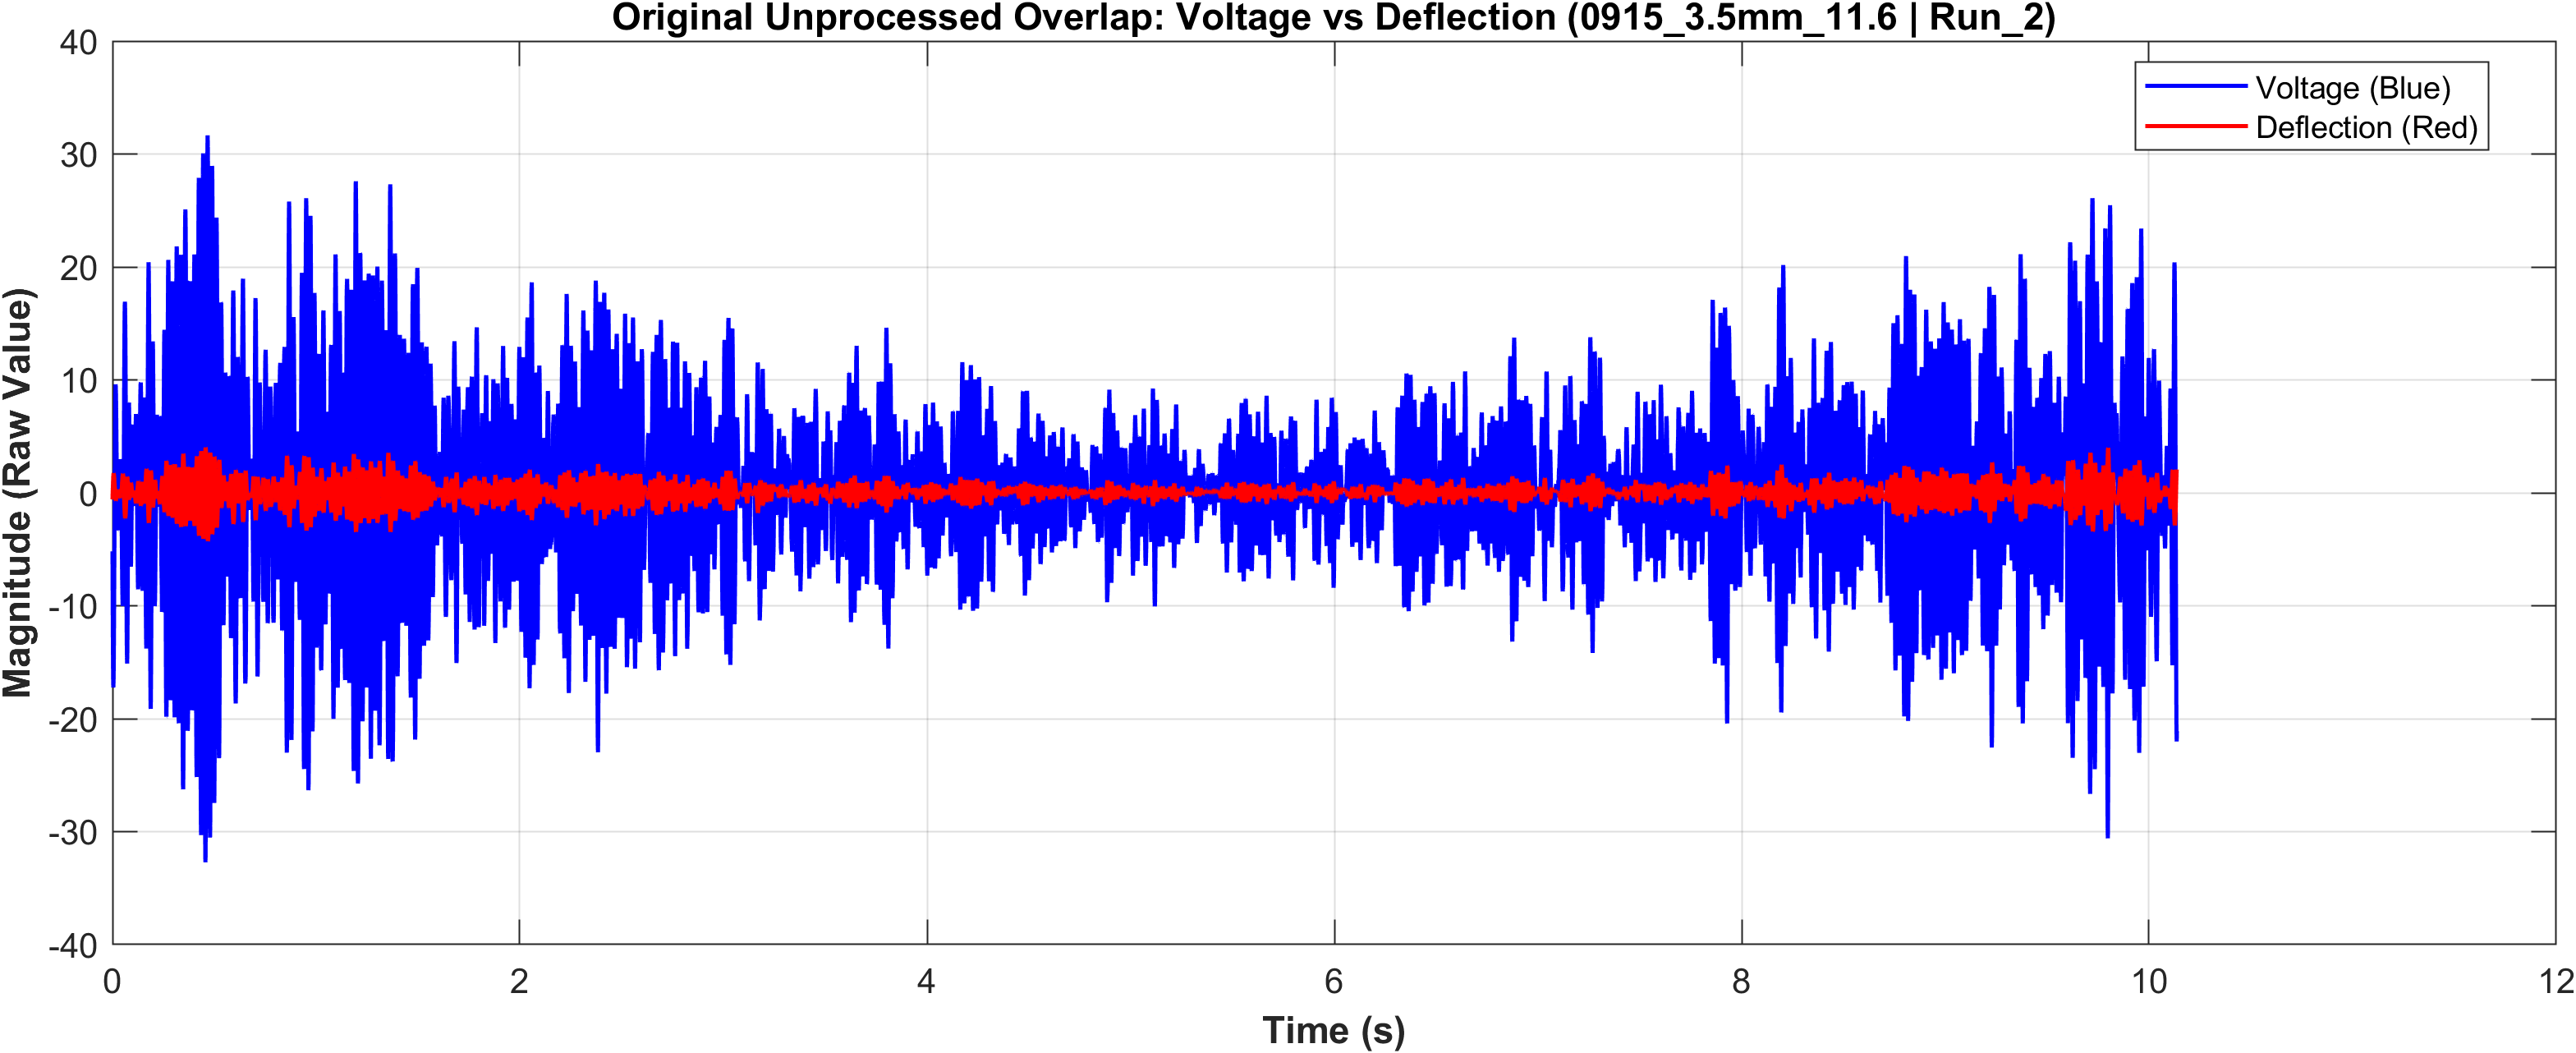 Original Unprocessed Overlap: Voltage vs Deflection (0915_3.5mm_11.6 | Run_2)
Voltage (Blue)
Deflection (Red)
Magnitude (Raw Value)
40
30
20
10
0
-10
-20
-30
-40
0 2 4 6 8 10 12
Time (s)